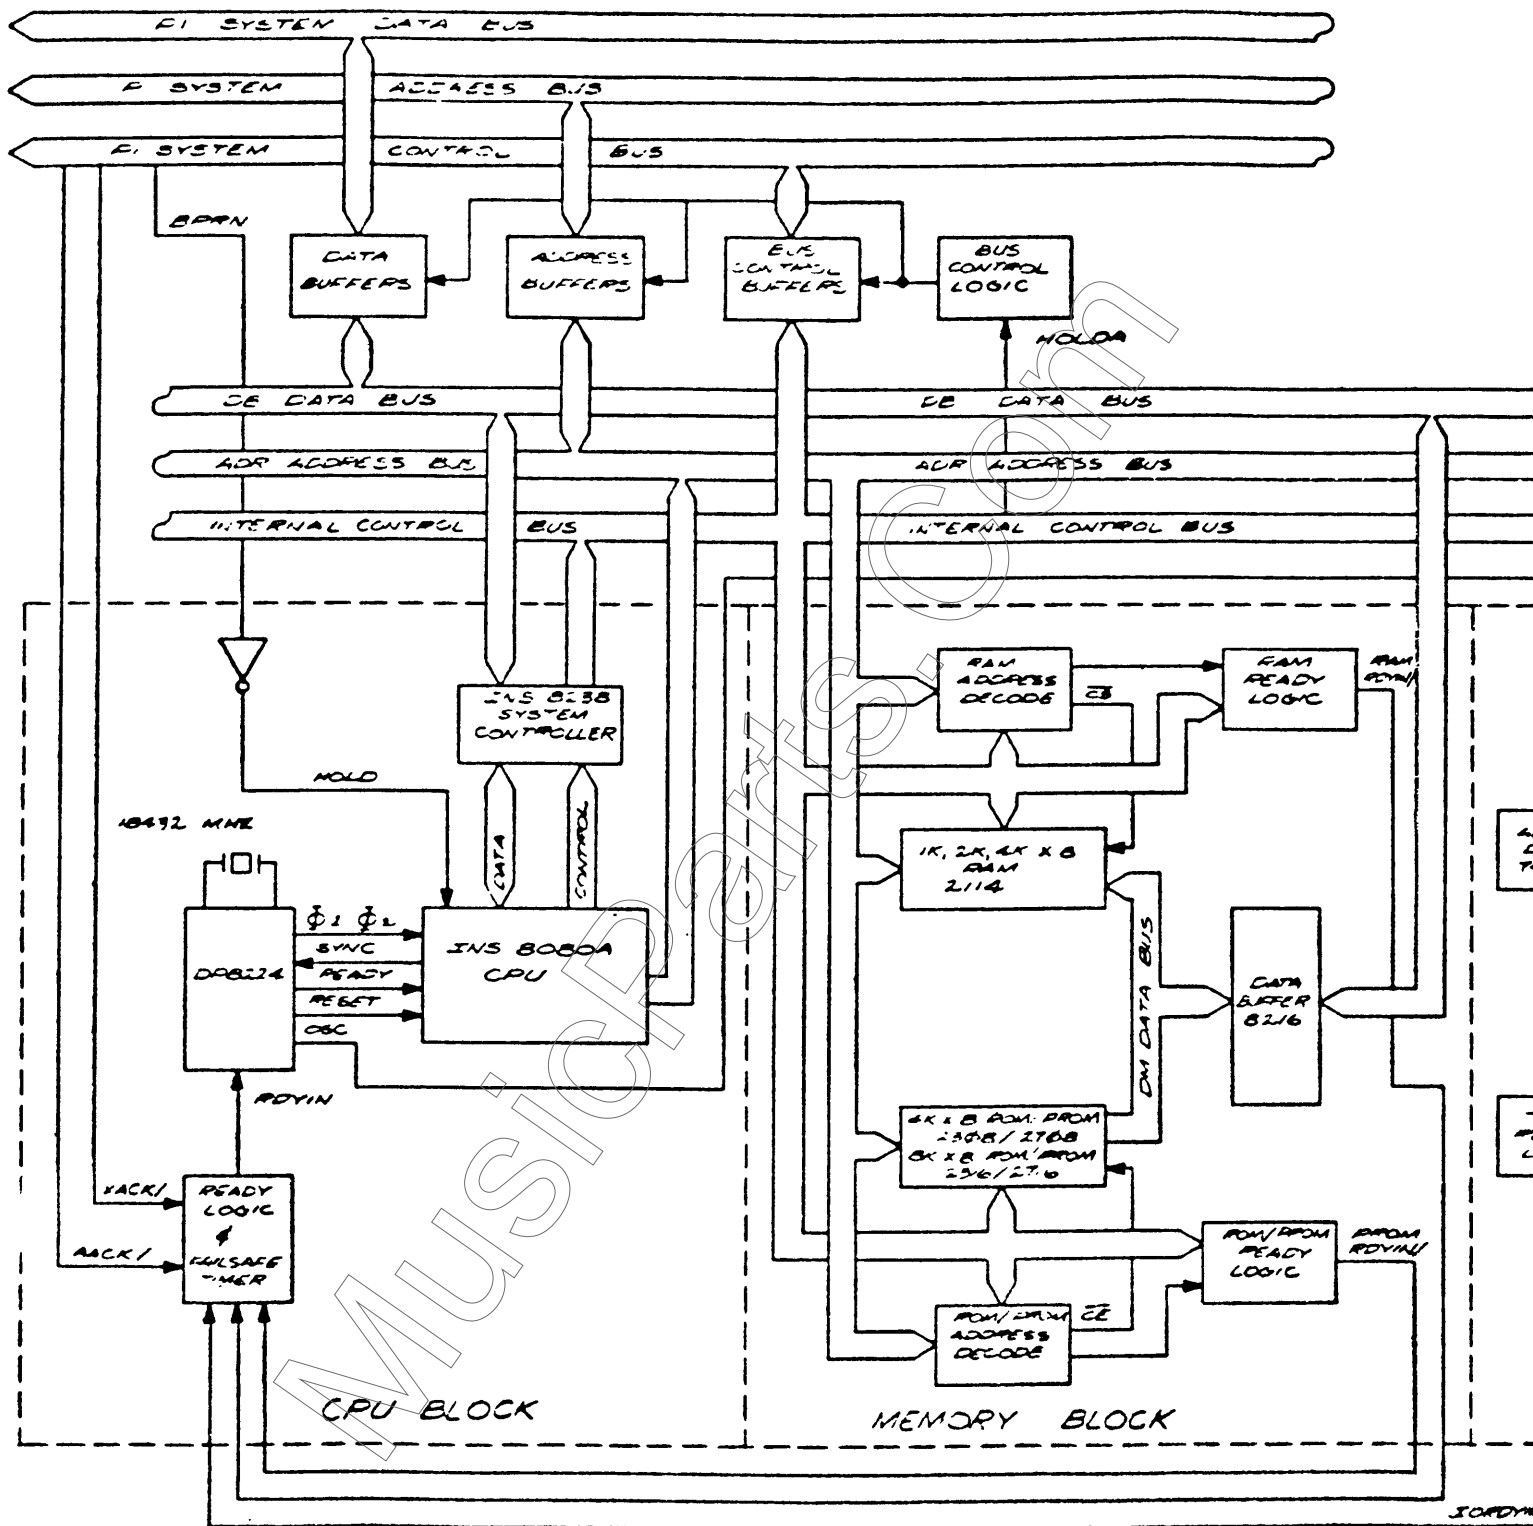 P1 SYSTEM DATA BUS
P SYSTEM ADDRESS BUS
P1 SYSTEM CONTROL BUS
BPRN
DATA
BUFFERS
ADDRESS
BUFFERS
BUS
CONTROL
BUFFERS
BUS
CONTROL
LOGIC
HOLDA
DB DATA BUS
DB DATA BUS
ADR ADDRESS BUS
ADR ADDRESS BUS
INTERNAL CONTROL BUS
INTERNAL CONTROL BUS
INS 8238
SYSTEM
CONTROLLER
RAM
ADDRESS
DECODE
CS
RAM
READY
LOGIC
RAM
RDYIN/
HOLD
18432 MHZ
DATA
CONTROL
1K, 2K, 4K X 8
RAM
2114
DP8224
Φ1 Φ2
SYNC
READY
RESET
OSC
INS 8080A
CPU
DM DATA BUS
DATA
BUFFER
8216
RDYIN
4K X 8 ROM/PROM
2308/2708
8K X 8 ROM/PROM
2316/2716
XACK/
AACK/
READY
LOGIC
&
FAILSAFE
TIMER
ROM/PROM
READY
LOGIC
PROM
RDYIN/
ROM/PROM
ADDRESS
DECODE
CE
CPU BLOCK
MEMORY BLOCK
MusicParts.Com